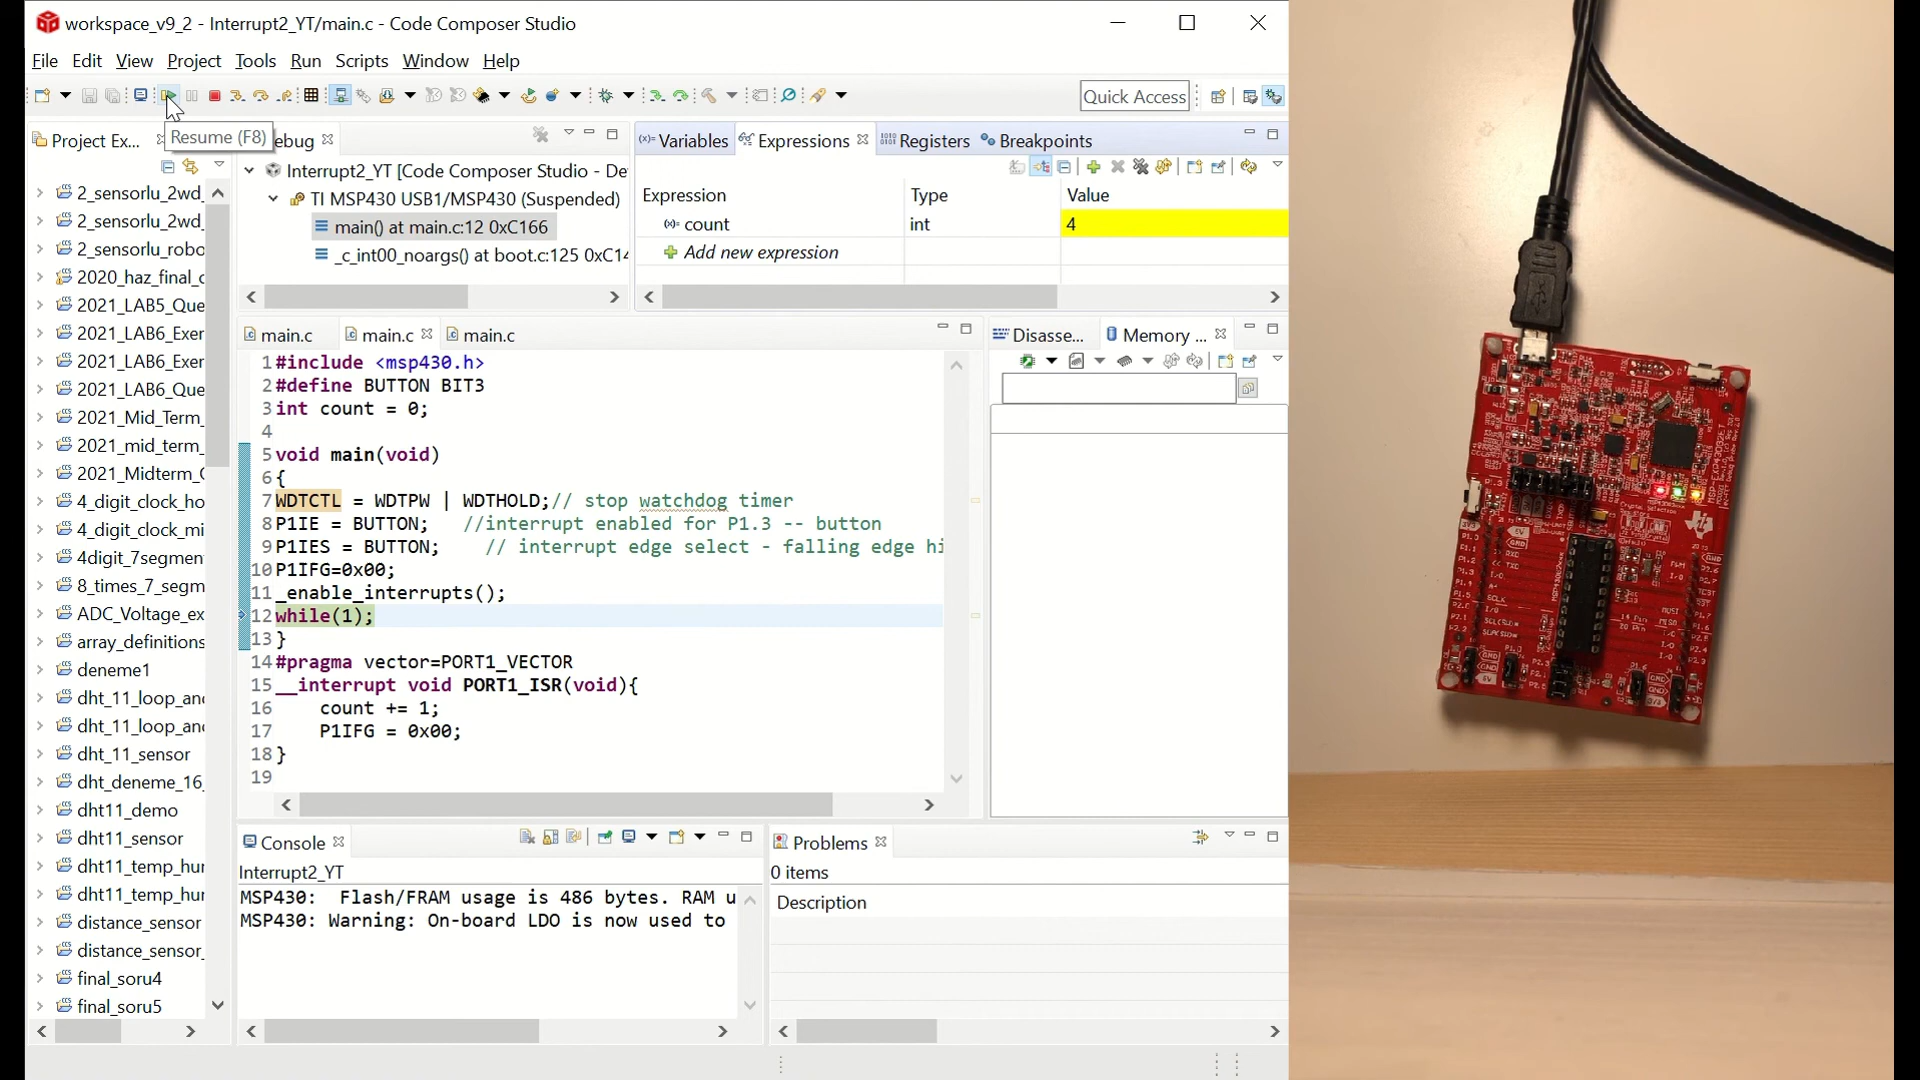 workspace_v9_2 - Interrupt2_YT/main.c - Code Composer Studio
File Edit View Project Tools Run Scripts Window Help
Quick Access
Resume (F8)
Project Ex...
ebug
Interrupt2_YT [Code Composer Studio - De
TI MSP430 USB1/MSP430 (Suspended)
main() at main.c:12 0xC166
_c_int00_noargs() at boot.c:125 0xC14
(x)= Variables Expressions Registers Breakpoints
Expression Type Value
(x)= count int 4
Add new expression
2_sensorlu_2wd_
2_sensorlu_2wd_
2_sensorlu_robo
2020_haz_final_c
2021_LAB5_Que
2021_LAB6_Exer
2021_LAB6_Exer
2021_LAB6_Que
2021_Mid_Term_
2021_mid_term_
2021_Midterm_C
4_digit_clock_ho
4_digit_clock_mi
4digit_7segmen
8_times_7_segm
ADC_Voltage_ex
array_definitions
deneme1
dht_11_loop_and
dht_11_loop_and
dht_11_sensor
dht_deneme_16_
dht11_demo
dht11_sensor
dht11_temp_hur
dht11_temp_hur
distance_sensor
distance_sensor_
final_soru4
final_soru5
main.c main.c main.c
1 #include <msp430.h>
2 #define BUTTON BIT3
3 int count = 0;
4
5 void main(void)
6 {
7 WDTCTL = WDTPW | WDTHOLD;// stop watchdog timer
8 P1IE = BUTTON; //interrupt enabled for P1.3 -- button
9 P1IES = BUTTON; // interrupt edge select - falling edge hi
10 P1IFG=0x00;
11 _enable_interrupts();
12 while(1);
13 }
14 #pragma vector=PORT1_VECTOR
15 __interrupt void PORT1_ISR(void){
16 count += 1;
17 P1IFG = 0x00;
18 }
19
Disasse... Memory ...
Console
Interrupt2_YT
MSP430: Flash/FRAM usage is 486 bytes. RAM u
MSP430: Warning: On-board LDO is now used to
Problems
0 items
Description